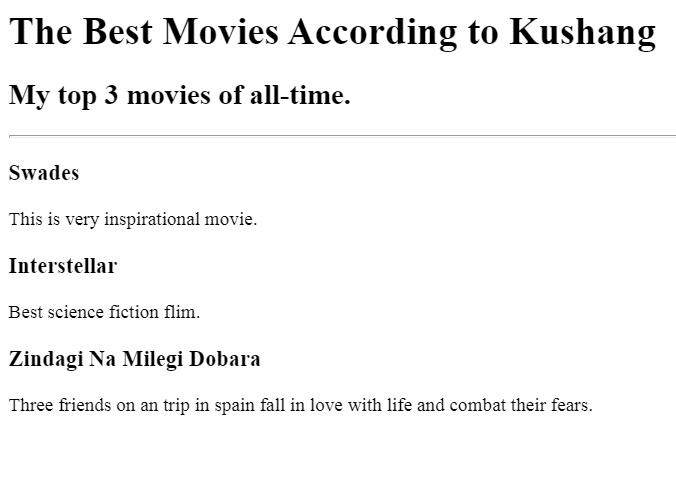 The Best Movies According to Kushang
My top 3 movies of all-time.
Swades
This is very inspirational movie.
Interstellar
Best science fiction flim.
Zindagi Na Milegi Dobara
Three friends on an trip in spain fall in love with life and combat their fears.